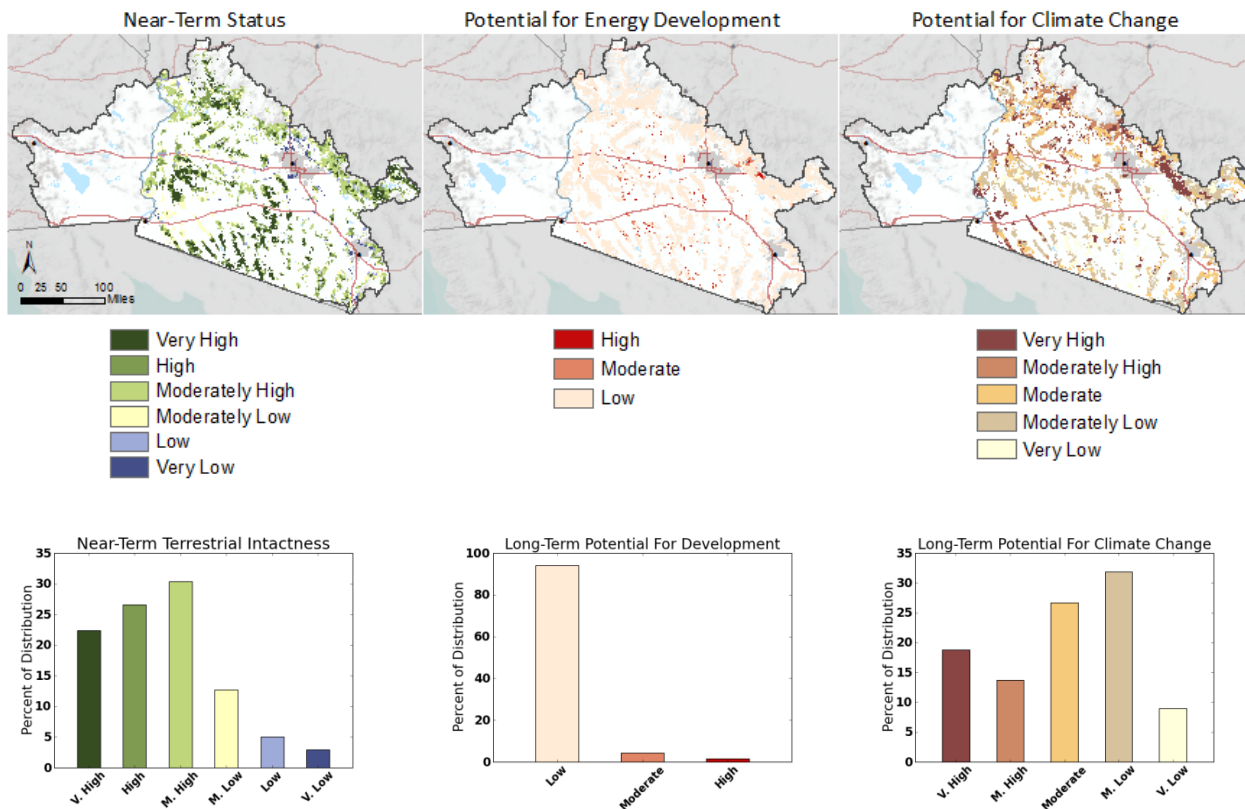 Near-Term Status
Potential for Energy Development
Potential for Climate Change
N
0 25 50 100
Miles
Very High
High
Moderately High
Moderately Low
Low
Very Low
High
Moderate
Low
Very High
Moderately High
Moderate
Moderately Low
Very Low
Near-Term Terrestrial Intactness
Percent of Distribution
35
30
25
20
15
10
5
0
V. High
High
M. High
M. Low
Low
V. Low
Long-Term Potential For Development
Percent of Distribution
100
80
60
40
20
0
Low
Moderate
High
Long-Term Potential For Climate Change
Percent of Distribution
35
30
25
20
15
10
5
0
V. High
M. High
Moderate
M. Low
V. Low